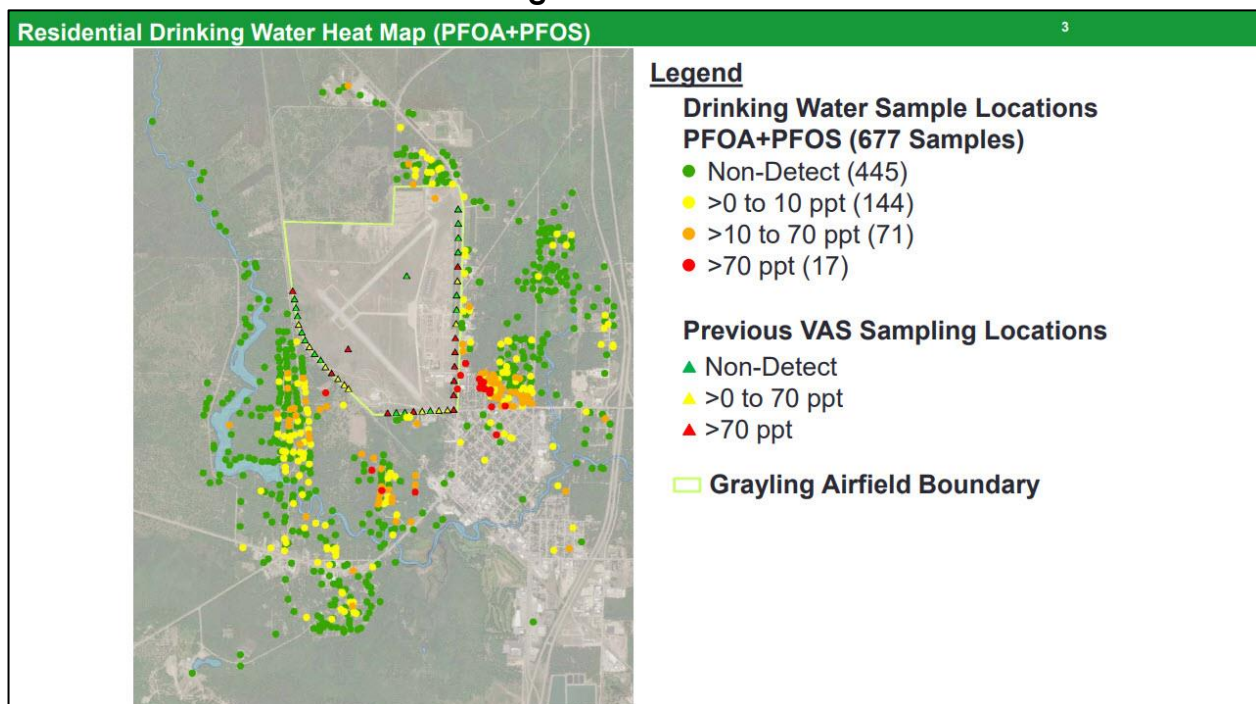 Residential Drinking Water Heat Map (PFOA+PFOS)
3
Legend
Drinking Water Sample Locations
PFOA+PFOS (677 Samples)
Non-Detect (445)
>0 to 10 ppt (144)
>10 to 70 ppt (71)
>70 ppt (17)
Previous VAS Sampling Locations
Non-Detect
>0 to 70 ppt
>70 ppt
Grayling Airfield Boundary